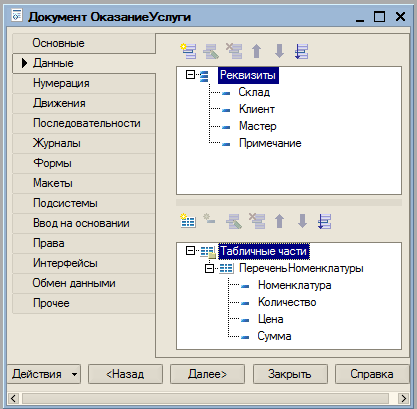 Документ ОказаниеУслуги
Основные
Данные
Нумерация
Движения
Последовательности
Журналы
Формы
Макеты
Подсистемы
Ввод на основании
Права
Интерфейсы
Обмен данными
Прочее
Реквизиты
Склад
Клиент
Мастер
Примечание
Табличные части
ПереченьНоменклатуры
Номенклатура
Количество
Цена
Сумма
Действия <Назад Далее> Закрыть Справка